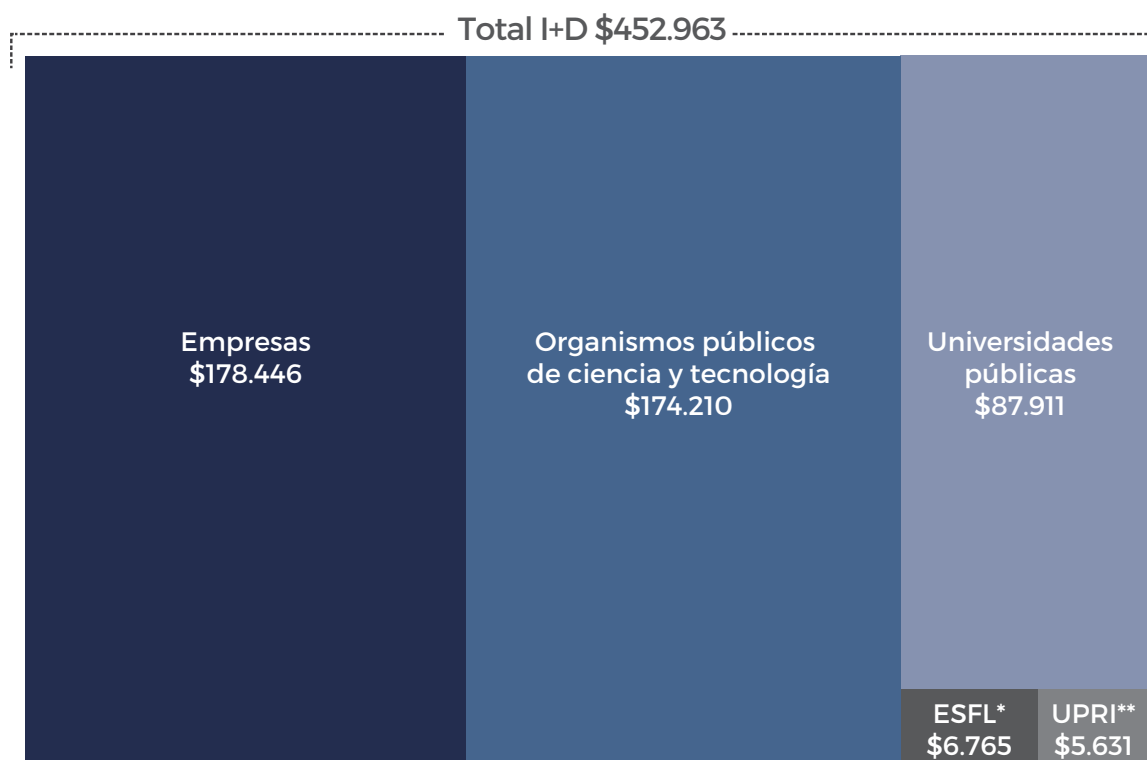 Total I+D $452.963
Empresas
$178.446
Organismos públicos
de ciencia y tecnología
$174.210
Universidades
públicas
$87.911
ESFL*
$6.765
UPRI**
$5.631